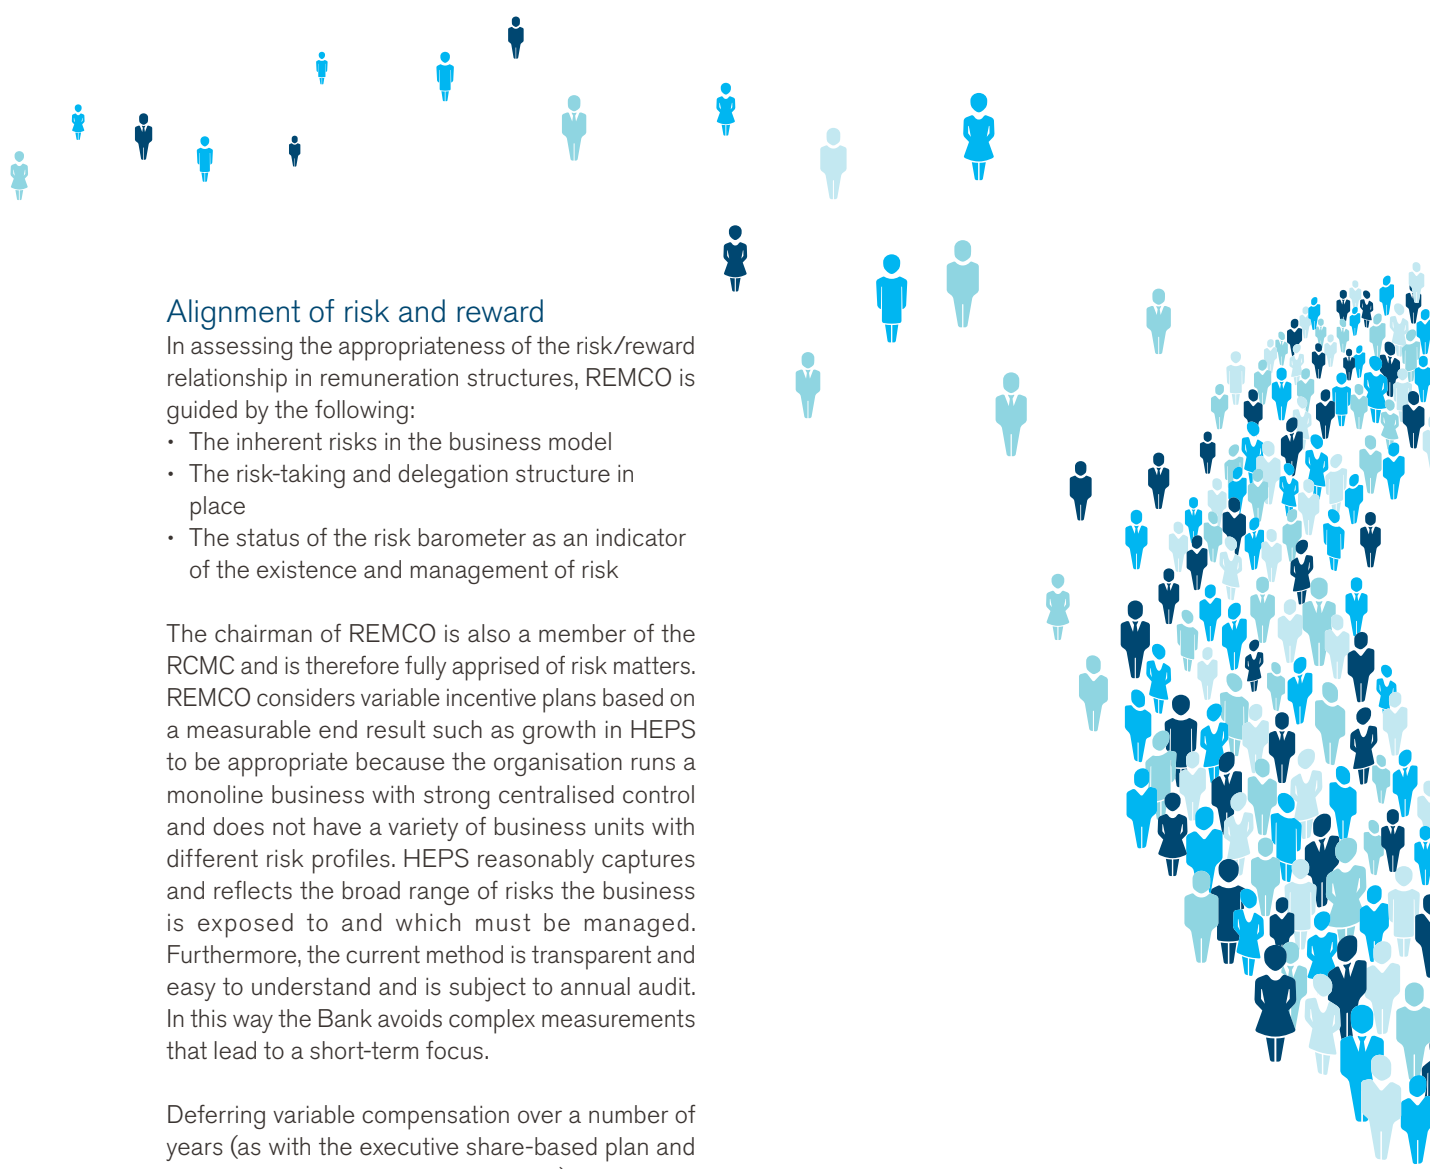 Alignment of risk and reward
In assessing the appropriateness of the risk/reward
relationship in remuneration structures, REMCO is
guided by the following:
• The inherent risks in the business model
• The risk-taking and delegation structure in
place
• The status of the risk barometer as an indicator
of the existence and management of risk
The chairman of REMCO is also a member of the
RCMC and is therefore fully apprised of risk matters.
REMCO considers variable incentive plans based on
a measurable end result such as growth in HEPS
to be appropriate because the organisation runs a
monoline business with strong centralised control
and does not have a variety of business units with
different risk profiles. HEPS reasonably captures
and reflects the broad range of risks the business
is exposed to and which must be managed.
Furthermore, the current method is transparent and
easy to understand and is subject to annual audit.
In this way the Bank avoids complex measurements
that lead to a short-term focus.
Deferring variable compensation over a number of
years (as with the executive share-based plan and